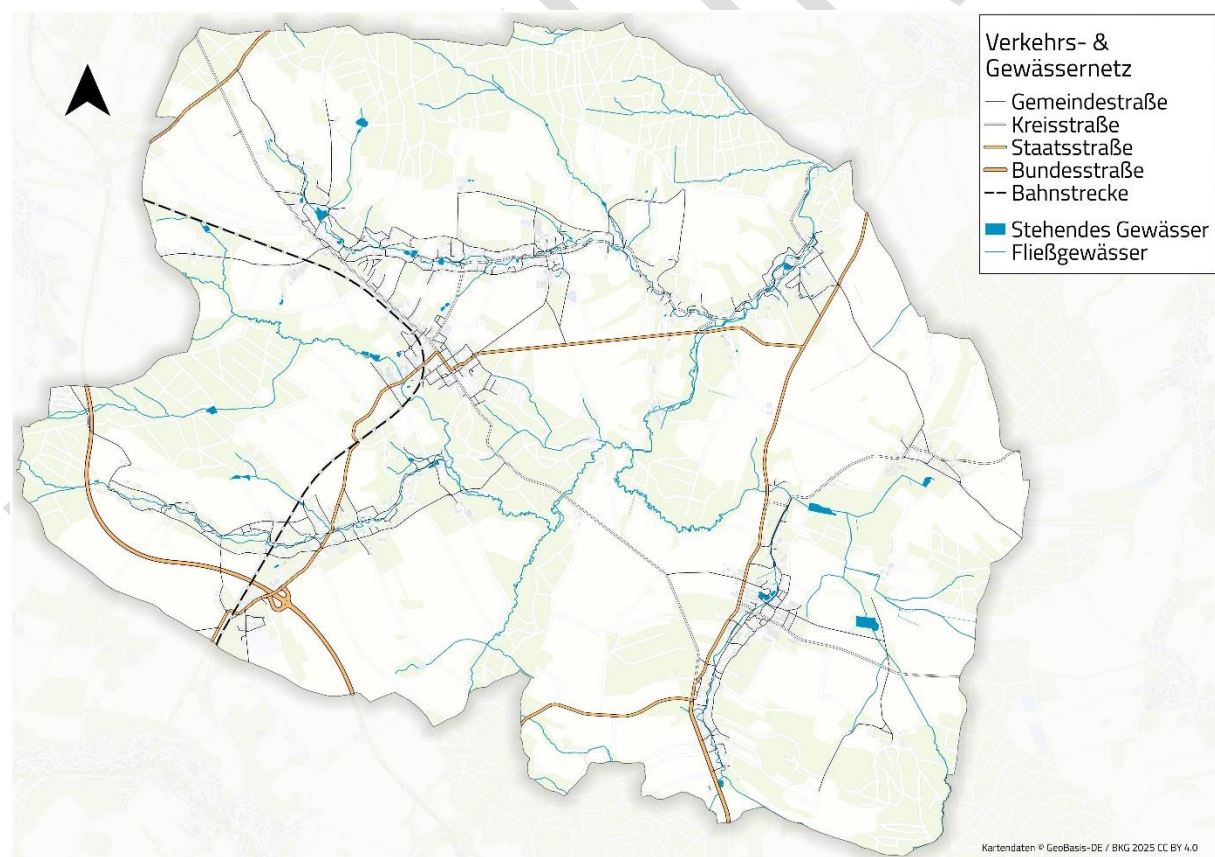 Verkehrs- &
Gewässernetz
Gemeindestraße
Kreisstraße
Staatsstraße
Bundesstraße
Bahnstrecke
Stehendes Gewässer
Fließgewässer
Kartendaten © GeoBasis-DE / BKG 2025 CC BY 4.0